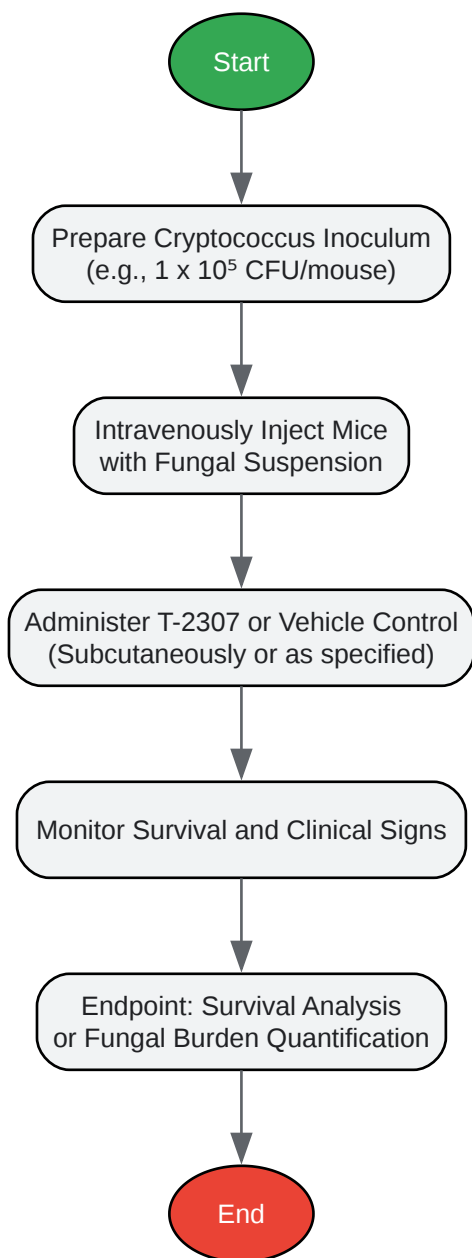 Start
Prepare Cryptococcus Inoculum
(e.g., 1 x 10⁵ CFU/mouse)
Intravenously Inject Mice
with Fungal Suspension
Administer T-2307 or Vehicle Control
(Subcutaneously or as specified)
Monitor Survival and Clinical Signs
Endpoint: Survival Analysis
or Fungal Burden Quantification
End